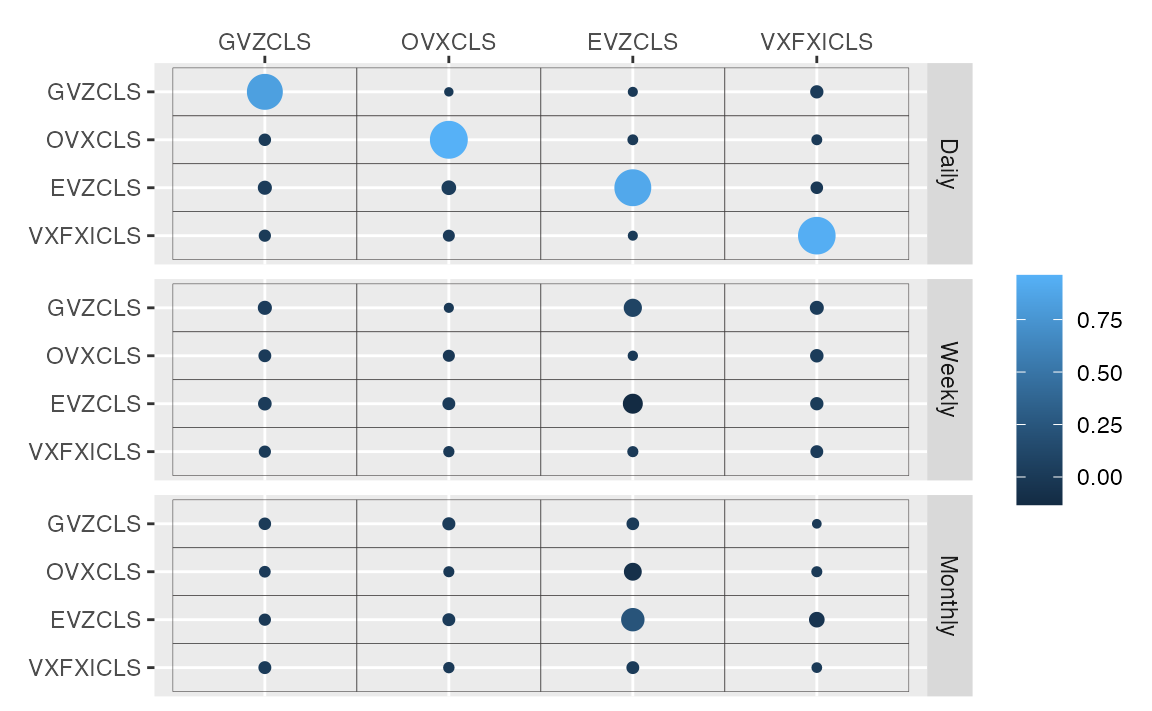 GVZCLS OVXCLS EVZCLS VXFXICLS
GVZCLS
OVXCLS
EVZCLS
VXFXICLS
Daily
GVZCLS
OVXCLS
EVZCLS
VXFXICLS
Weekly
GVZCLS
OVXCLS
EVZCLS
VXFXICLS
Monthly
0.75
0.50
0.25
0.00